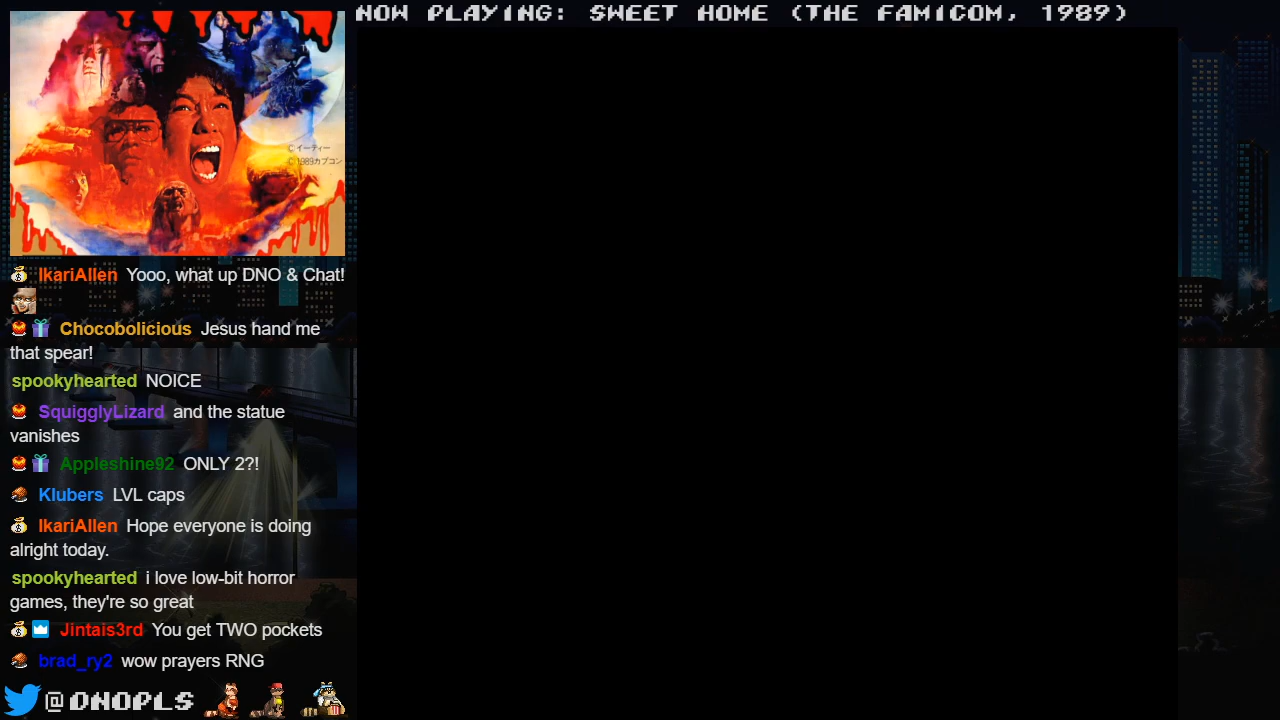 NOW PLAYING: SWEET HOME (THE FAMICOM, 1989)
© イーティー
© 1989カプコン
IkariAllen Yooo, what up DNO & Chat!
Chocobolicious Jesus hand me
that spear!
spookyhearted NOICE
SquigglyLizard and the statue
vanishes
Appleshine92 ONLY 2?!
Klubers LVL caps
IkariAllen Hope everyone is doing
alright today.
spookyhearted i love low-bit horror
games, they're so great
Jintais3rd You get TWO pockets
brad_ry2 wow prayers RNG
@DNOPLS